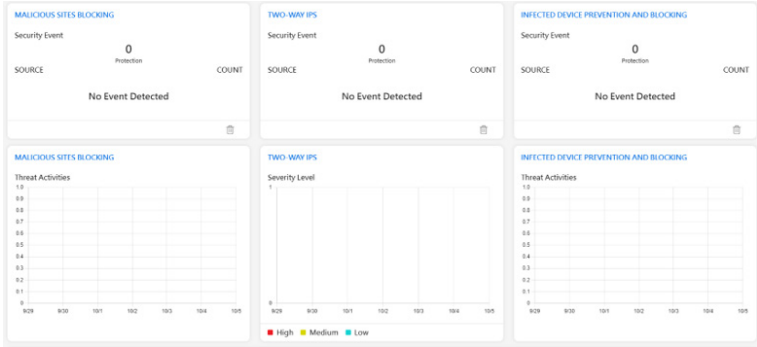 MALICIOUS SITES BLOCKING
Security Event
0
Protection
SOURCE COUNT
No Event Detected
TWO-WAY IPS
Security Event
0
Protection
SOURCE COUNT
No Event Detected
INFECTED DEVICE PREVENTION AND BLOCKING
Security Event
0
Protection
SOURCE COUNT
No Event Detected
MALICIOUS SITES BLOCKING
Threat Activities
1.0
0.9
0.8
0.7
0.6
0.5
0.4
0.3
0.2
0.1
0
9/29 9/30 10/1 10/2 10/3 10/4 10/5
TWO-WAY IPS
Severity Level
1
0
9/29 9/30 10/1 10/2 10/3 10/4 10/5
High Medium Low
INFECTED DEVICE PREVENTION AND BLOCKING
Threat Activities
1.0
0.9
0.8
0.7
0.6
0.5
0.4
0.3
0.2
0.1
0
9/29 9/30 10/1 10/2 10/3 10/4 10/5